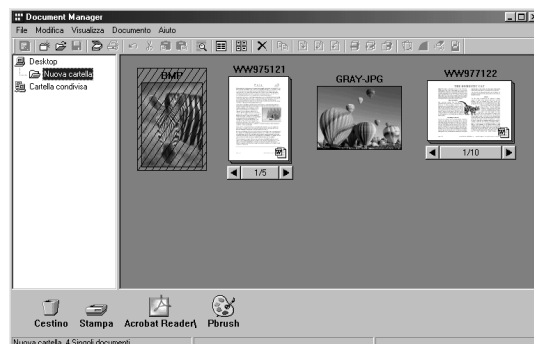 Document Manager
File Modifica Visualizza Documento Aiuto
Desktop
Nuova cartella
Cartella condivisa
BMP
WW975121
GRAY-JPG
WW977122
1/5
1/10
Cestino Stampa Acrobat Reader\ Pbrush
Nuova cartella, 4 Singoli documenti